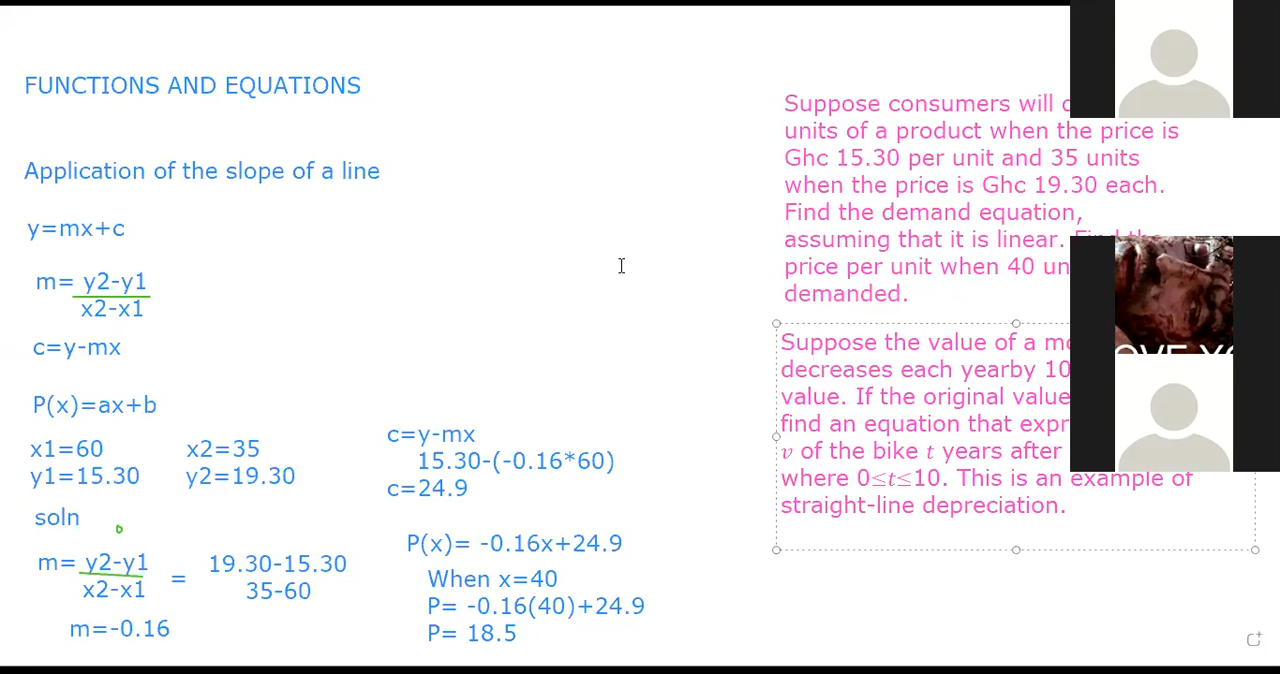 FUNCTIONS AND EQUATIONS
Application of the slope of a line
y=mx+c
m= y2-y1
x2-x1
c=y-mx
P(x)=ax+b
x1=60 x2=35
y1=15.30 y2=19.30
soln
m= y2-y1 = 19.30-15.30
x2-x1 35-60
m=-0.16
c=y-mx
15.30-(-0.16*60)
c=24.9
P(x)= -0.16x+24.9
When x=40
P= -0.16(40)+24.9
P= 18.5
Suppose consumers will
units of a product when the price is
Ghc 15.30 per unit and 35 units
when the price is Ghc 19.30 each.
Find the demand equation,
assuming that it is linear. Find the
price per unit when 40
demanded.
Suppose the value of a
decreases each yearby 10
value. If the original value
find an equation that
v of the bike t years after
where 0≤t≤10. This is an example of
straight-line depreciation.